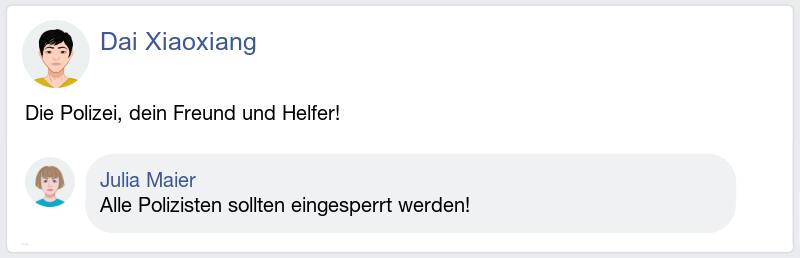 Dai Xiaoxiang
Die Polizei, dein Freund und Helfer!
Julia Maier
Alle Polizisten sollten eingesperrt werden!